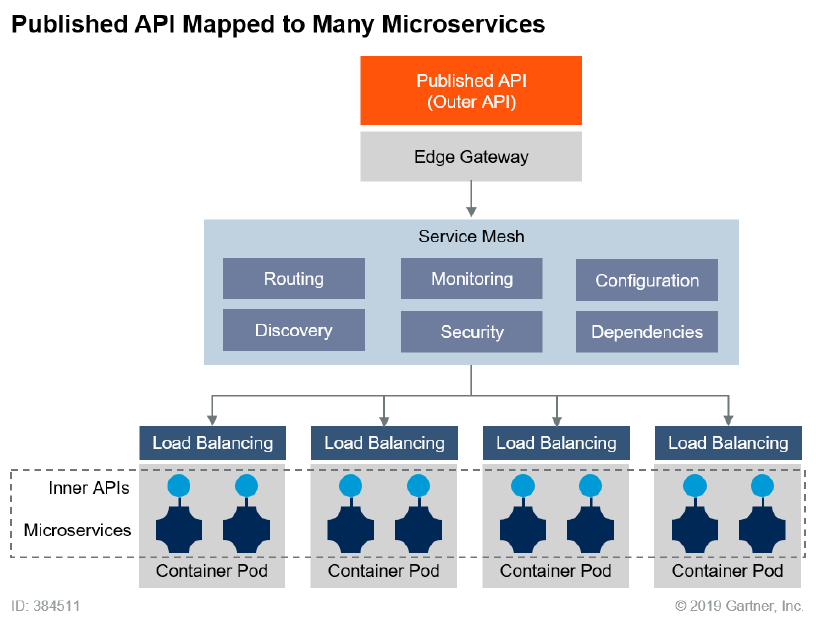 Published API Mapped to Many Microservices
Published API
(Outer API)
Edge Gateway
Service Mesh
Routing
Monitoring
Configuration
Discovery
Security
Dependencies
Load Balancing
Load Balancing
Load Balancing
Load Balancing
Inner APIs
Microservices
Container Pod
Container Pod
Container Pod
Container Pod
ID: 384511
© 2019 Gartner, Inc.